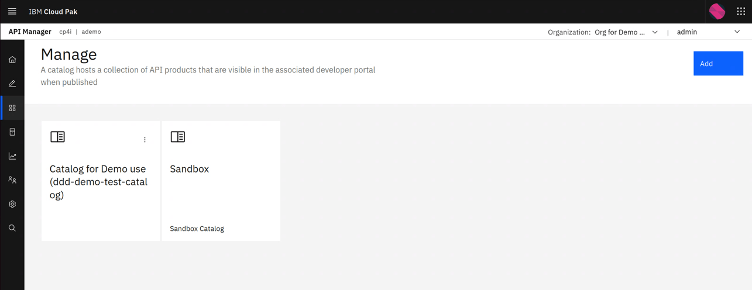 IBM Cloud Pak
API Manager cp4i | ademo Organization: Org for Demo ... | admin
Manage
A catalog hosts a collection of API products that are visible in the associated developer portal
when published
Add
Catalog for Demo use
(ddd-demo-test-catal
og)
Sandbox
Sandbox Catalog